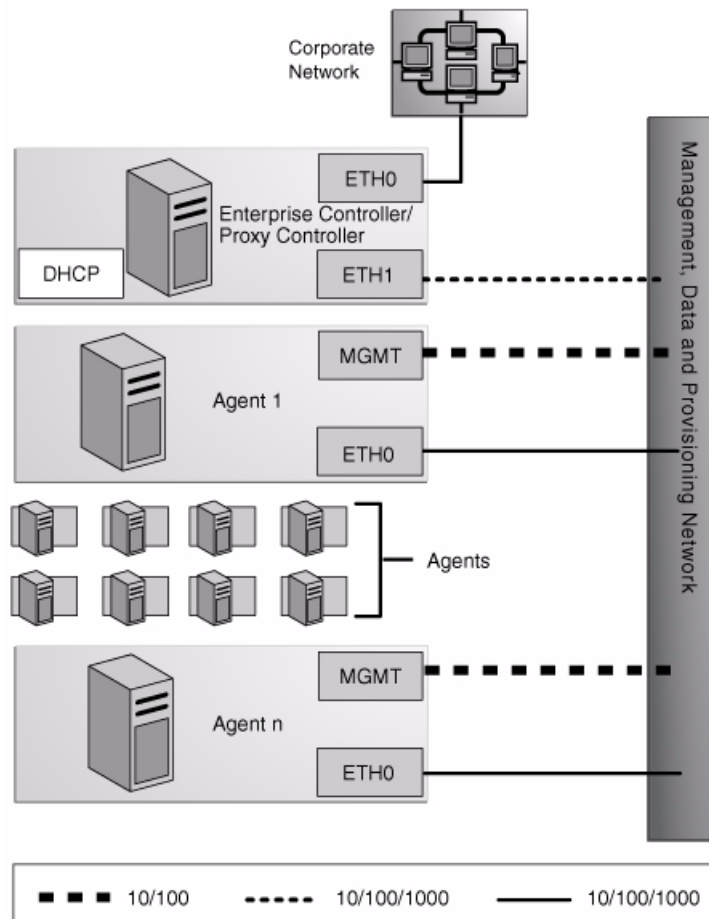 Corporate
Network
ETH0
Enterprise Controller/
Proxy Controller
DHCP
ETH1
MGMT
Agent 1
ETH0
Agents
MGMT
Agent n
ETH0
Management, Data and Provisioning Network
10/100
10/100/1000
10/100/1000